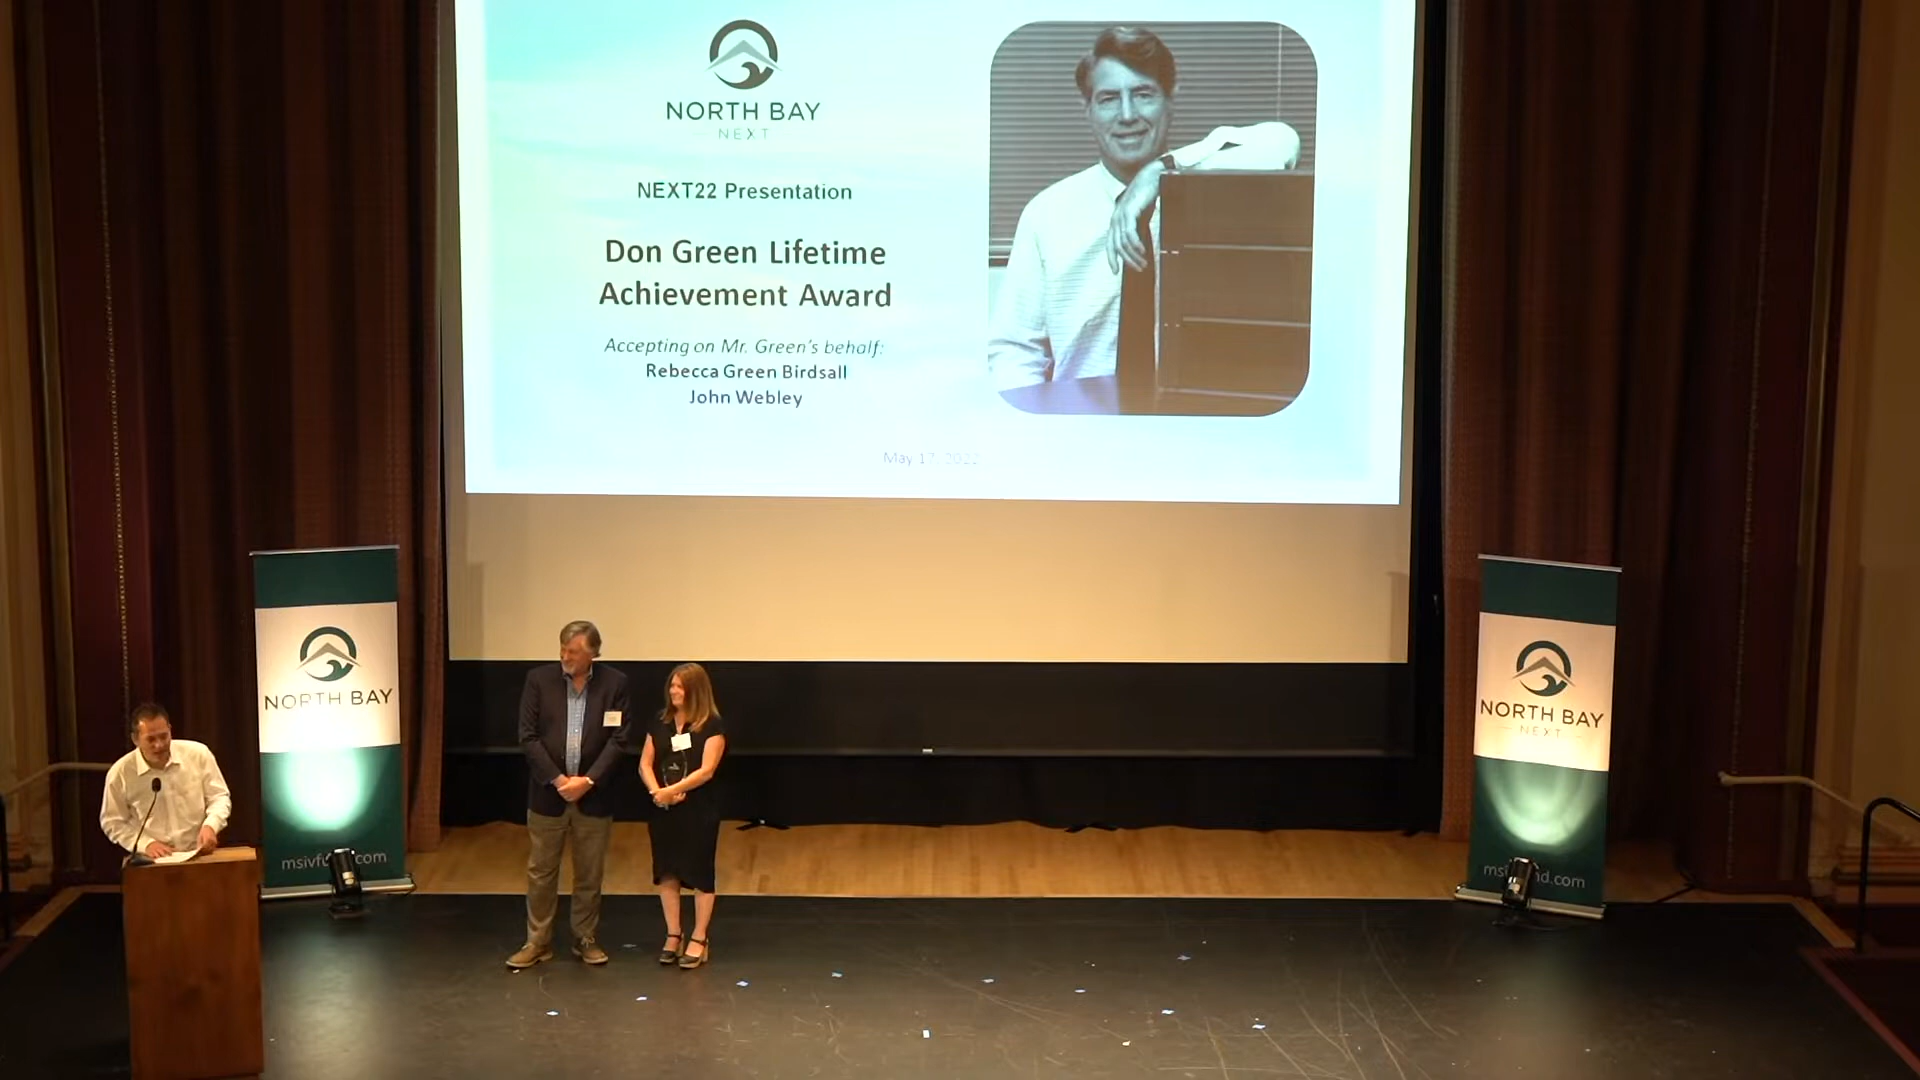 NORTH BAY
NEXT
NEXT22 Presentation
Don Green Lifetime
Achievement Award
Accepting on Mr. Green's behalf:
Rebecca Green Birdsall
John Webley
May 17, 2022
NORTH BAY
NORTH BAY
NEXT